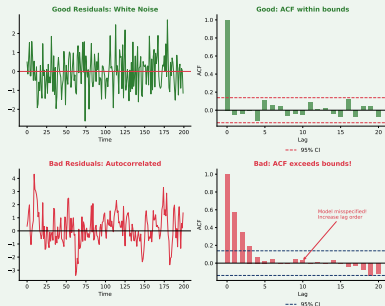 Good Residuals: White Noise
2
1
0
−1
−2
0 25 50 75 100 125 150 175 200
Time
Good: ACF within bounds
1.0
0.8
0.6
0.4
0.2
0.0
ACF
0 5 10 15 20
Lag
95% CI
Bad Residuals: Autocorrelated
4
3
2
1
0
−1
−2
−3
0 25 50 75 100 125 150 175 200
Time
Bad: ACF exceeds bounds!
1.0
0.8
0.6
0.4
0.2
0.0
ACF
Model misspecified!
Increase lag order
0 5 10 15 20
Lag
95% CI